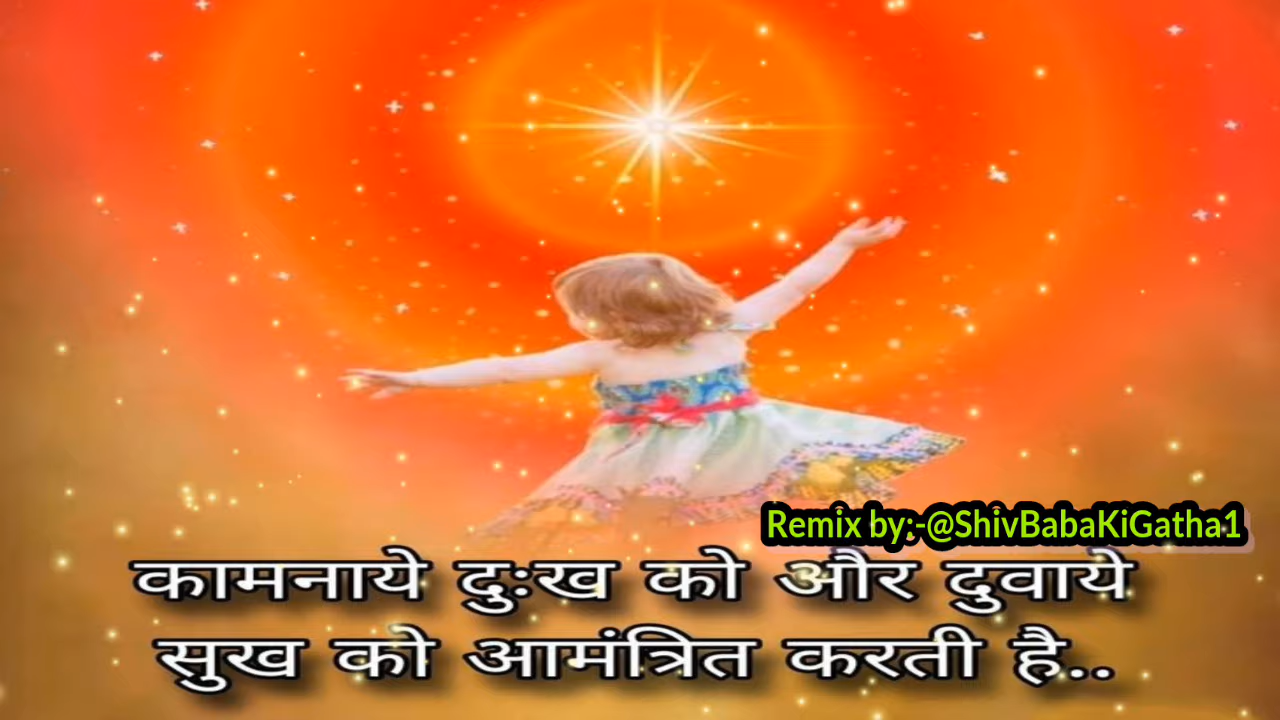 Remix by:-@ShivBabaKiGatha1
कामनाये दुःख को और दुवाये
सुख को आमंत्रित करती है..